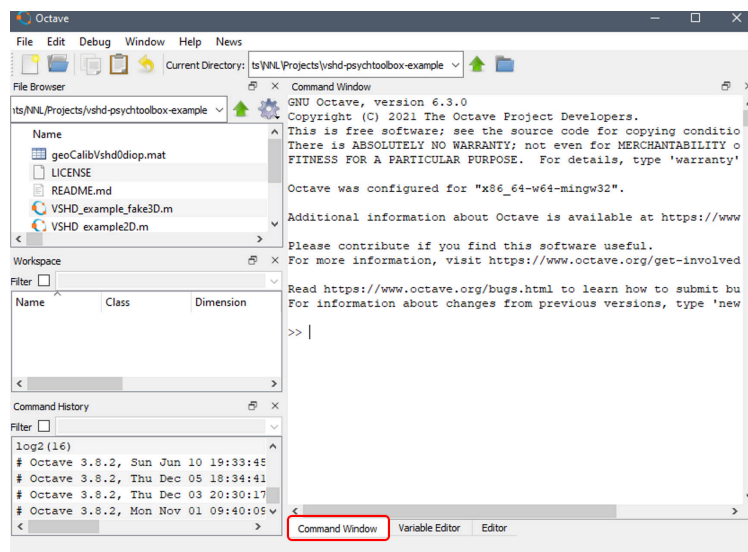 Octave
File Edit Debug Window Help News
Current Directory: ts\NNL\Projects\vshd-psychtoolbox-example
File Browser
its/NNL/Projects/vshd-psychtoolbox-example
Name
geoCalibVshd0diop.mat
LICENSE
README.md
VSHD_example_fake3D.m
VSHD example2D.m
Workspace
Filter
Name Class Dimension
Command History
Filter
log2(16)
# Octave 3.8.2, Sun Jun 10 19:33:45
# Octave 3.8.2, Thu Dec 05 18:34:41
# Octave 3.8.2, Thu Dec 03 20:30:17
# Octave 3.8.2, Mon Nov 01 09:40:09
Command Window
GNU Octave, version 6.3.0
Copyright (C) 2021 The Octave Project Developers.
This is free software; see the source code for copying conditio
There is ABSOLUTELY NO WARRANTY; not even for MERCHANTABILITY o
FITNESS FOR A PARTICULAR PURPOSE.  For details, type 'warranty'
Octave was configured for "x86_64-w64-mingw32".
Additional information about Octave is available at https://www
Please contribute if you find this software useful.
For more information, visit https://www.octave.org/get-involved
Read https://www.octave.org/bugs.html to learn how to submit bu
For information about changes from previous versions, type 'new
>>
Command Window Variable Editor Editor